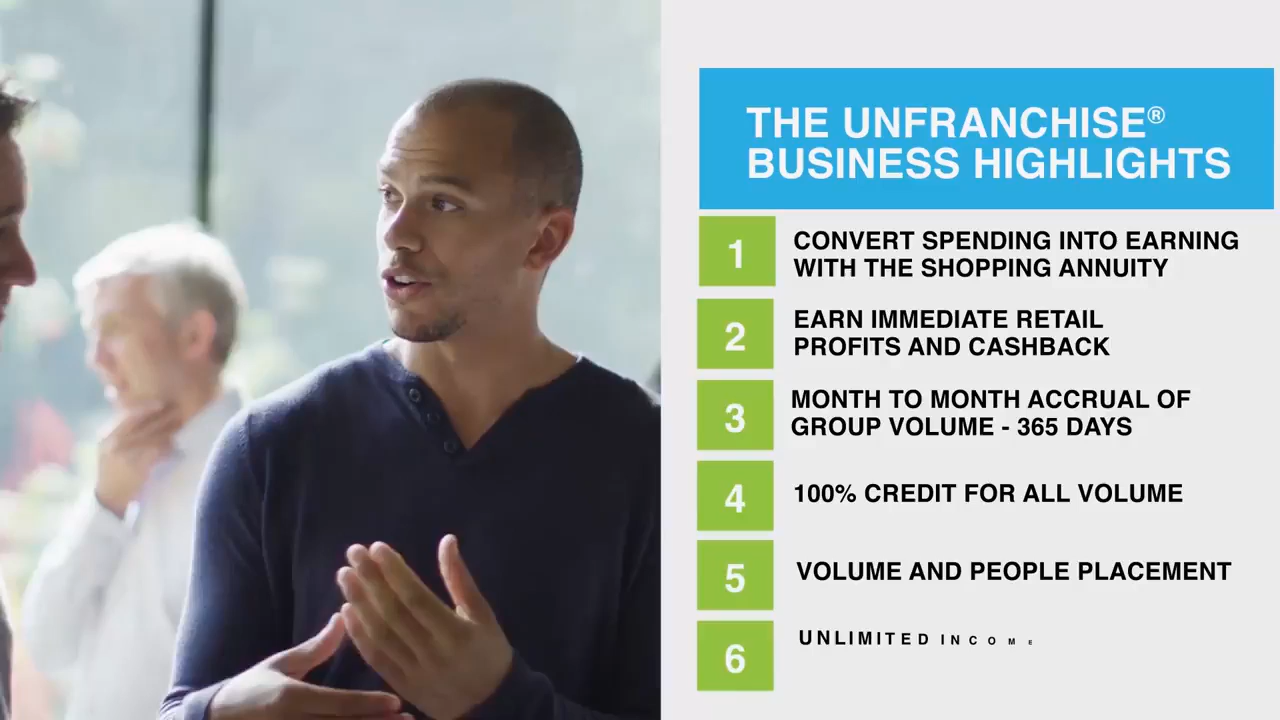 THE UNFRANCHISE®
BUSINESS HIGHLIGHTS
1
CONVERT SPENDING INTO EARNING
WITH THE SHOPPING ANNUITY
2
EARN IMMEDIATE RETAIL
PROFITS AND CASHBACK
3
MONTH TO MONTH ACCRUAL OF
GROUP VOLUME - 365 DAYS
4
100% CREDIT FOR ALL VOLUME
5
VOLUME AND PEOPLE PLACEMENT
6
UNLIMITED INCOME